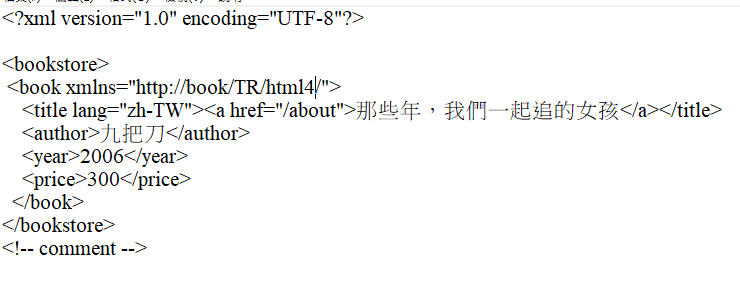 <?xml version="1.0" encoding="UTF-8"?>
<bookstore>
<book xmlns="http://book/TR/html4/">
<title lang="zh-TW"><a href="/about">那些年，我們一起追的女孩</a></title>
<author>九把刀</author>
<year>2006</year>
<price>300</price>
</book>
</bookstore>
<!-- comment -->